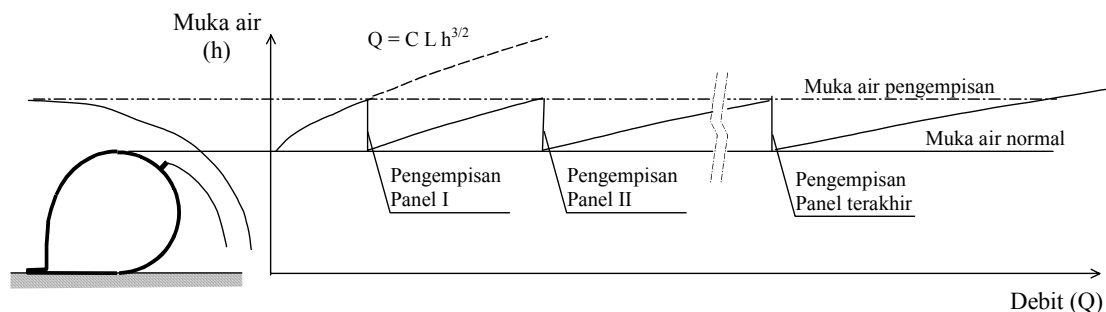 Muka air
(h)
Q = C L h^3/2
Muka air pengempisan
Muka air normal
Pengempisan
Panel I
Pengempisan
Panel II
Pengempisan
Panel terakhir
Debit (Q)